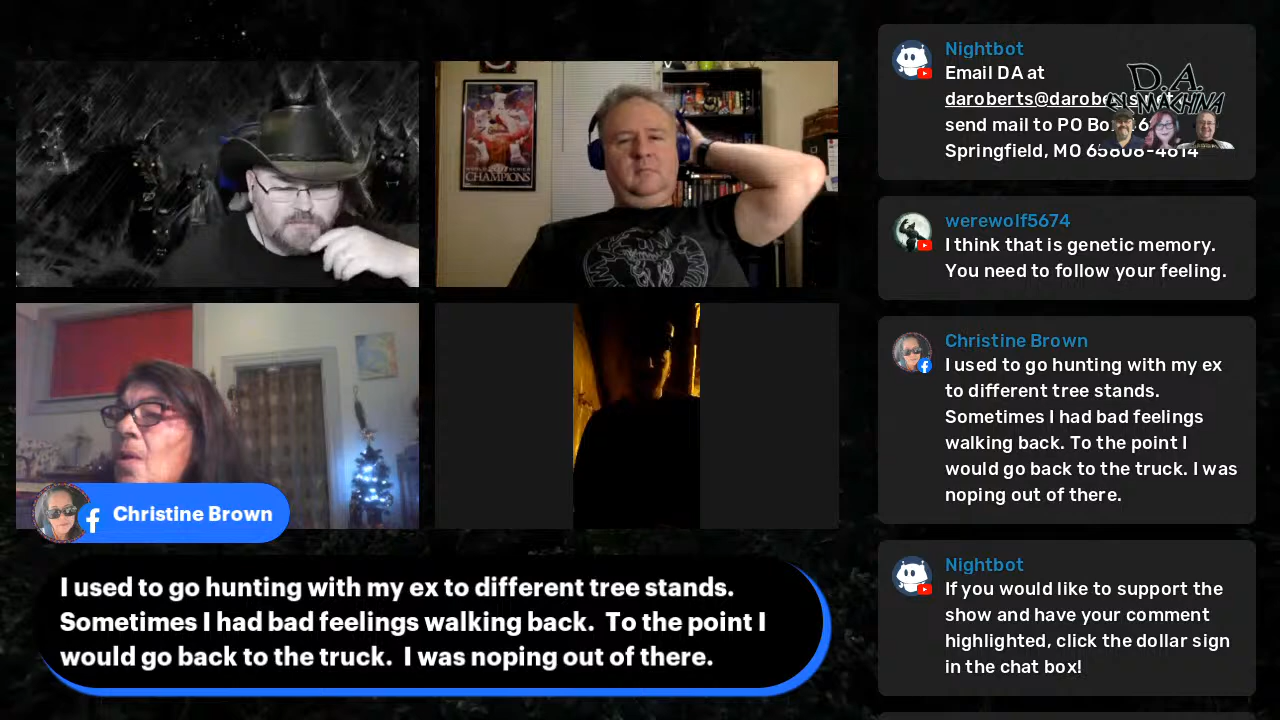 CHAMPIONS
Christine Brown
I used to go hunting with my ex to different tree stands.
Sometimes I had bad feelings walking back.  To the point I
would go back to the truck.  I was noping out of there.
Nightbot
Email DA at
send mail to PO Bo
Springfield, MO 65808-4614
D.A.
EX MACHINA
werewolf5674
I think that is genetic memory.
You need to follow your feeling.
Christine Brown
I used to go hunting with my ex
to different tree stands.
Sometimes I had bad feelings
walking back. To the point I
would go back to the truck. I was
noping out of there.
Nightbot
If you would like to support the
show and have your comment
highlighted, click the dollar sign
in the chat box!